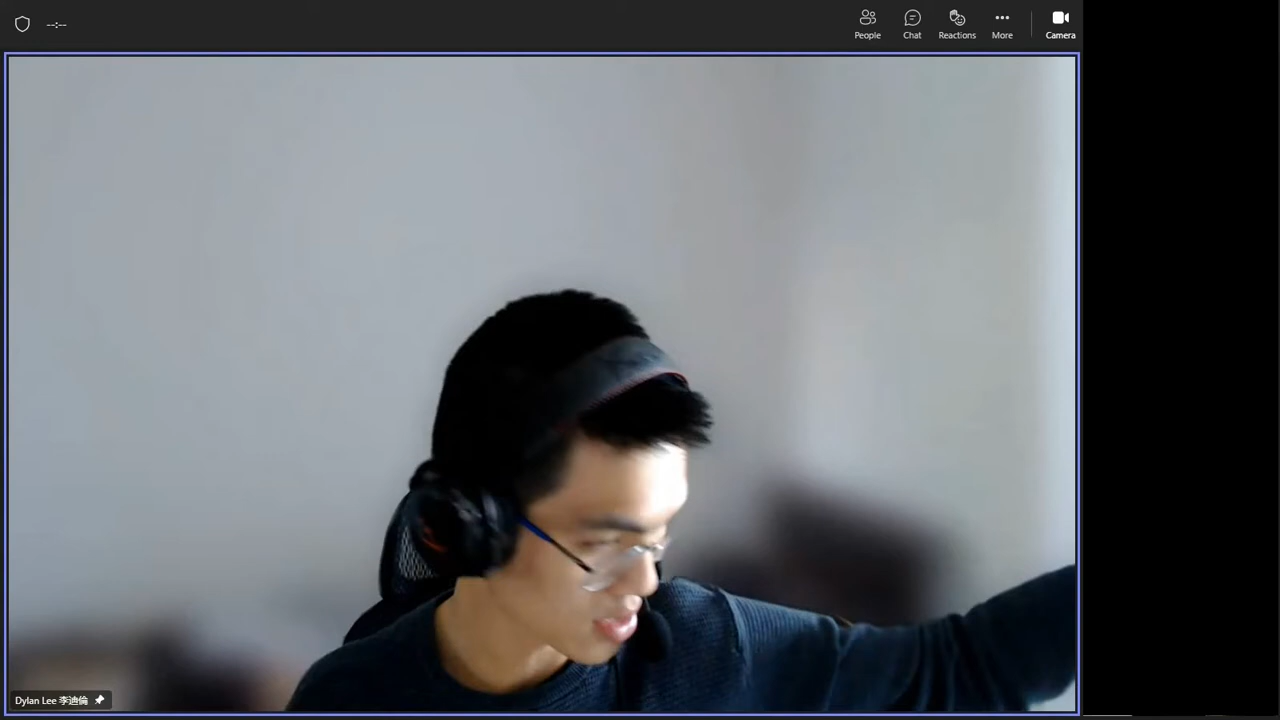 --:--
People
Chat
Reactions
More
Camera
Dylan Lee 李迪倫